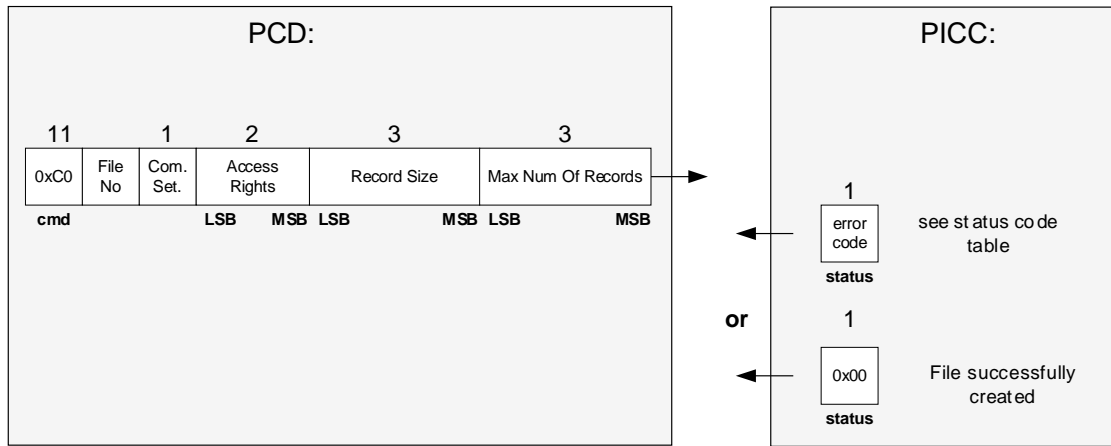 PCD:
11 1 2 3 3
0xC0 File No Com. Set. Access Rights Record Size Max Num Of Records
cmd LSB MSB LSB MSB LSB MSB
PICC:
1
error code
see status code table
status
or
1
0x00
File successfully created
status